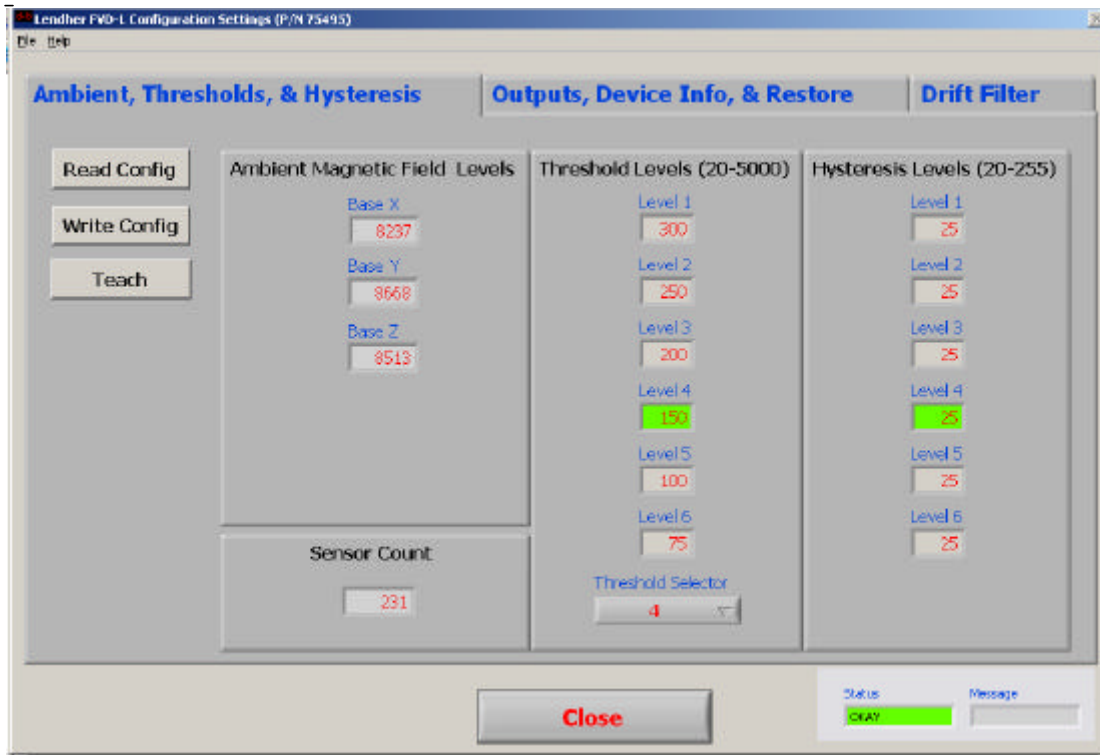 Lendher FVD-L Configuration Settings (P/N 75495)
File Help
Ambient, Thresholds, & Hysteresis
Outputs, Device Info, & Restore
Drift Filter
Read Config
Write Config
Teach
Ambient Magnetic Field Levels
Base X
8237
Base Y
8668
Base Z
8513
Sensor Count
231
Threshold Levels (20-5000)
Level 1
300
Level 2
250
Level 3
200
Level 4
150
Level 5
100
Level 6
75
Threshold Selector
4
Hysteresis Levels (20-255)
Level 1
25
Level 2
25
Level 3
25
Level 4
25
Level 5
25
Level 6
25
Close
Status
OKAY
Message